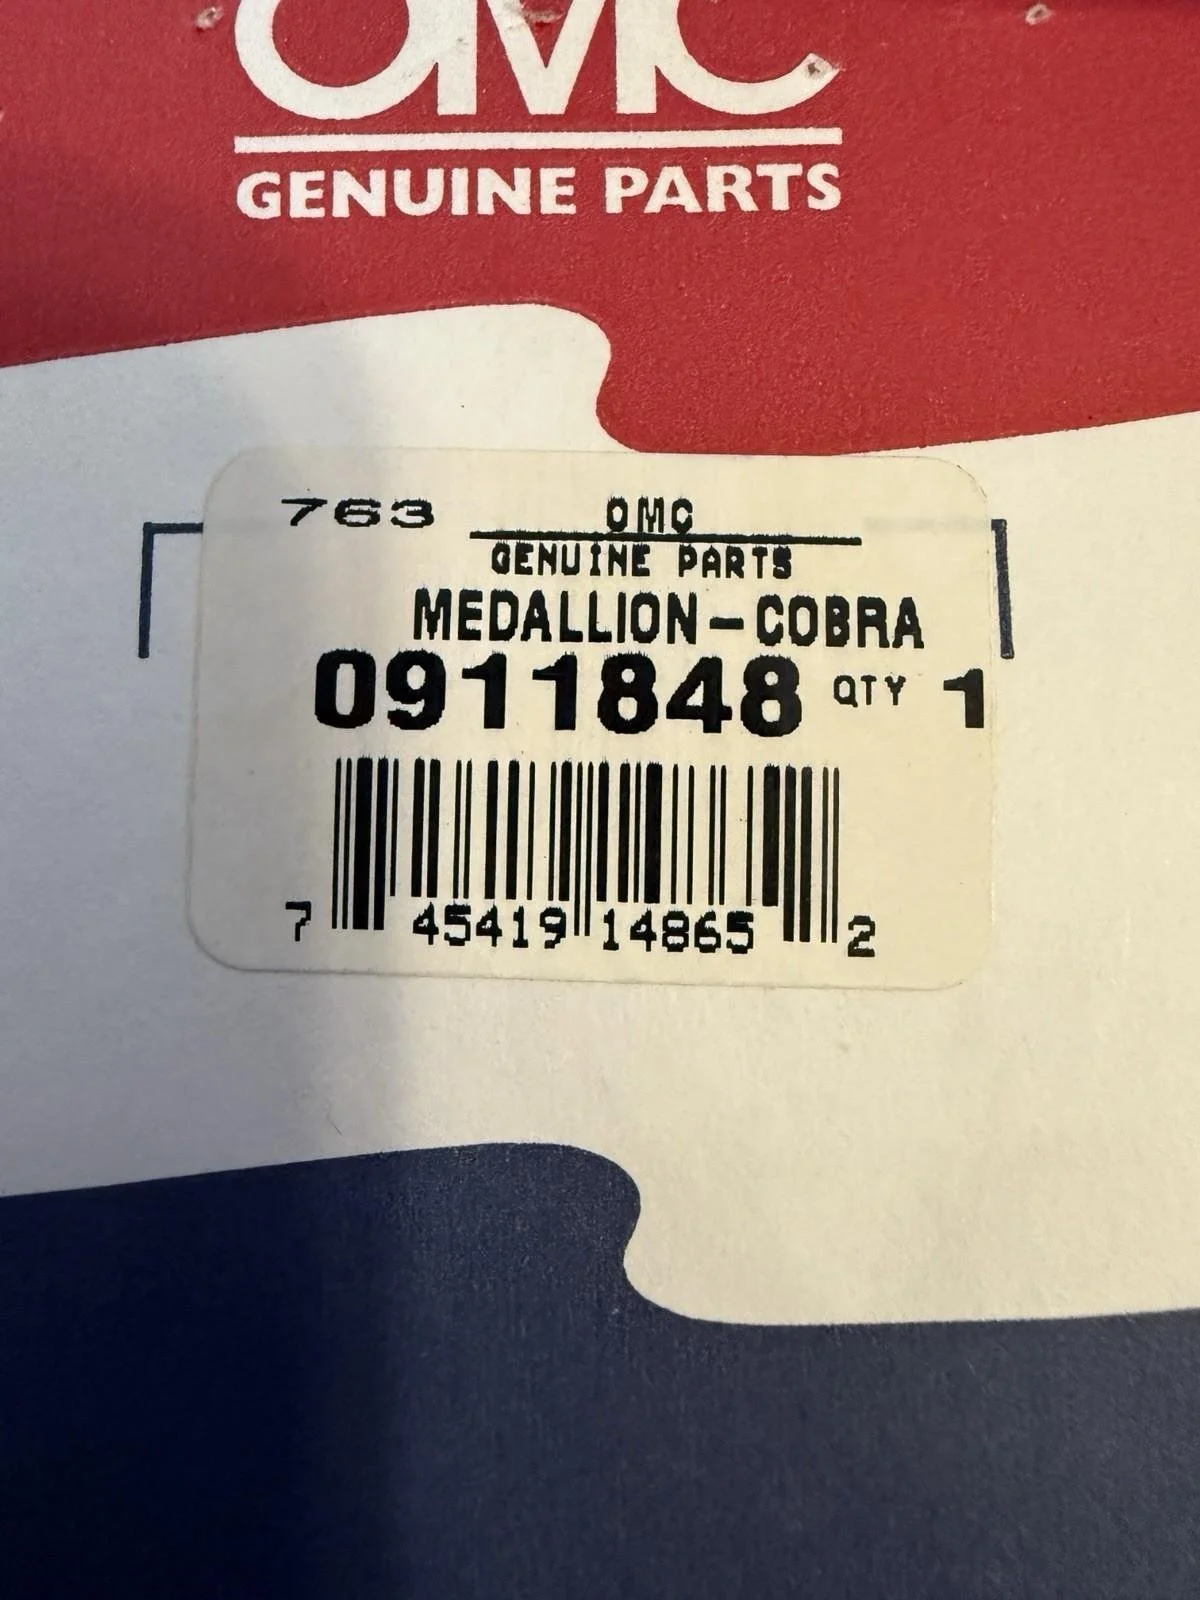 OMC
GENUINE PARTS
763 OMC
GENUINE PARTS
MEDALLION-COBRA
0911848 QTY 1
7 45419 14865 2